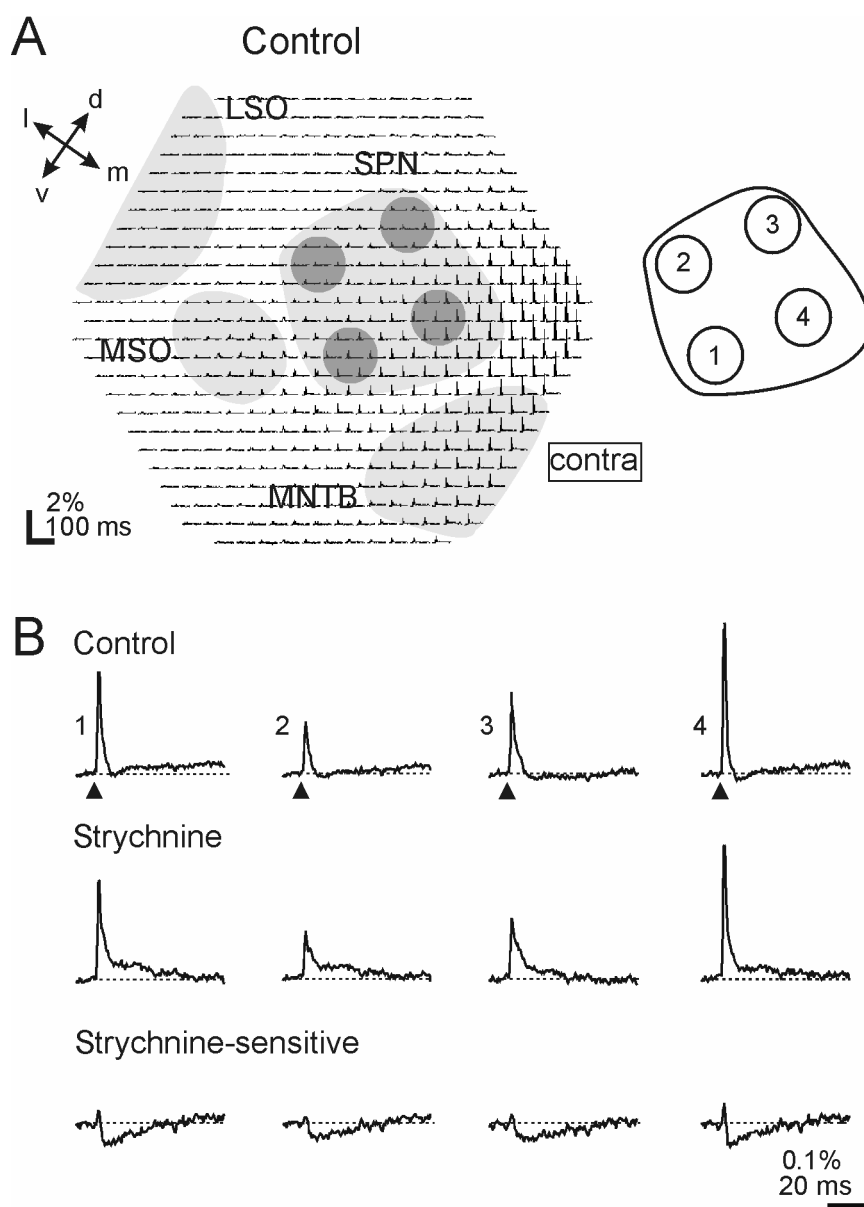 A
Control
d
l
m
v
LSO
SPN
MSO
MNTB
contra
2%
100 ms
3
2
4
1
B
Control
1
2
3
4
Strychnine
Strychnine-sensitive
0.1%
20 ms